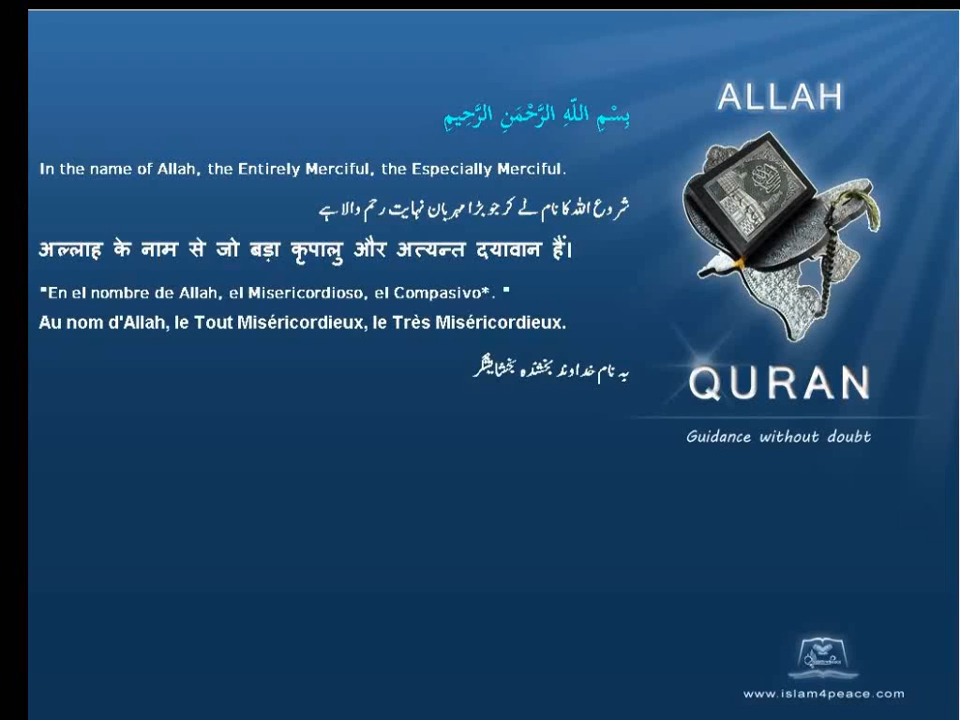 بِسْمِ اللَّهِ الرَّحْمَنِ الرَّحِيمِ
In the name of Allah, the Entirely Merciful, the Especially Merciful.
شروع الله کا نام لے کر جو بڑا مہربان نہایت رحم والا ہے
अल्लाह के नाम से जो बड़ा कृपालु और अत्यन्त दयावान हैं।
"En el nombre de Allah, el Misericordioso, el Compasivo*. "
Au nom d'Allah, le Tout Miséricordieux, le Très Miséricordieux.
به نام خداوند بخشنده بخشایشگر
ALLAH
QURAN
Guidance without doubt
www.islam4peace.com